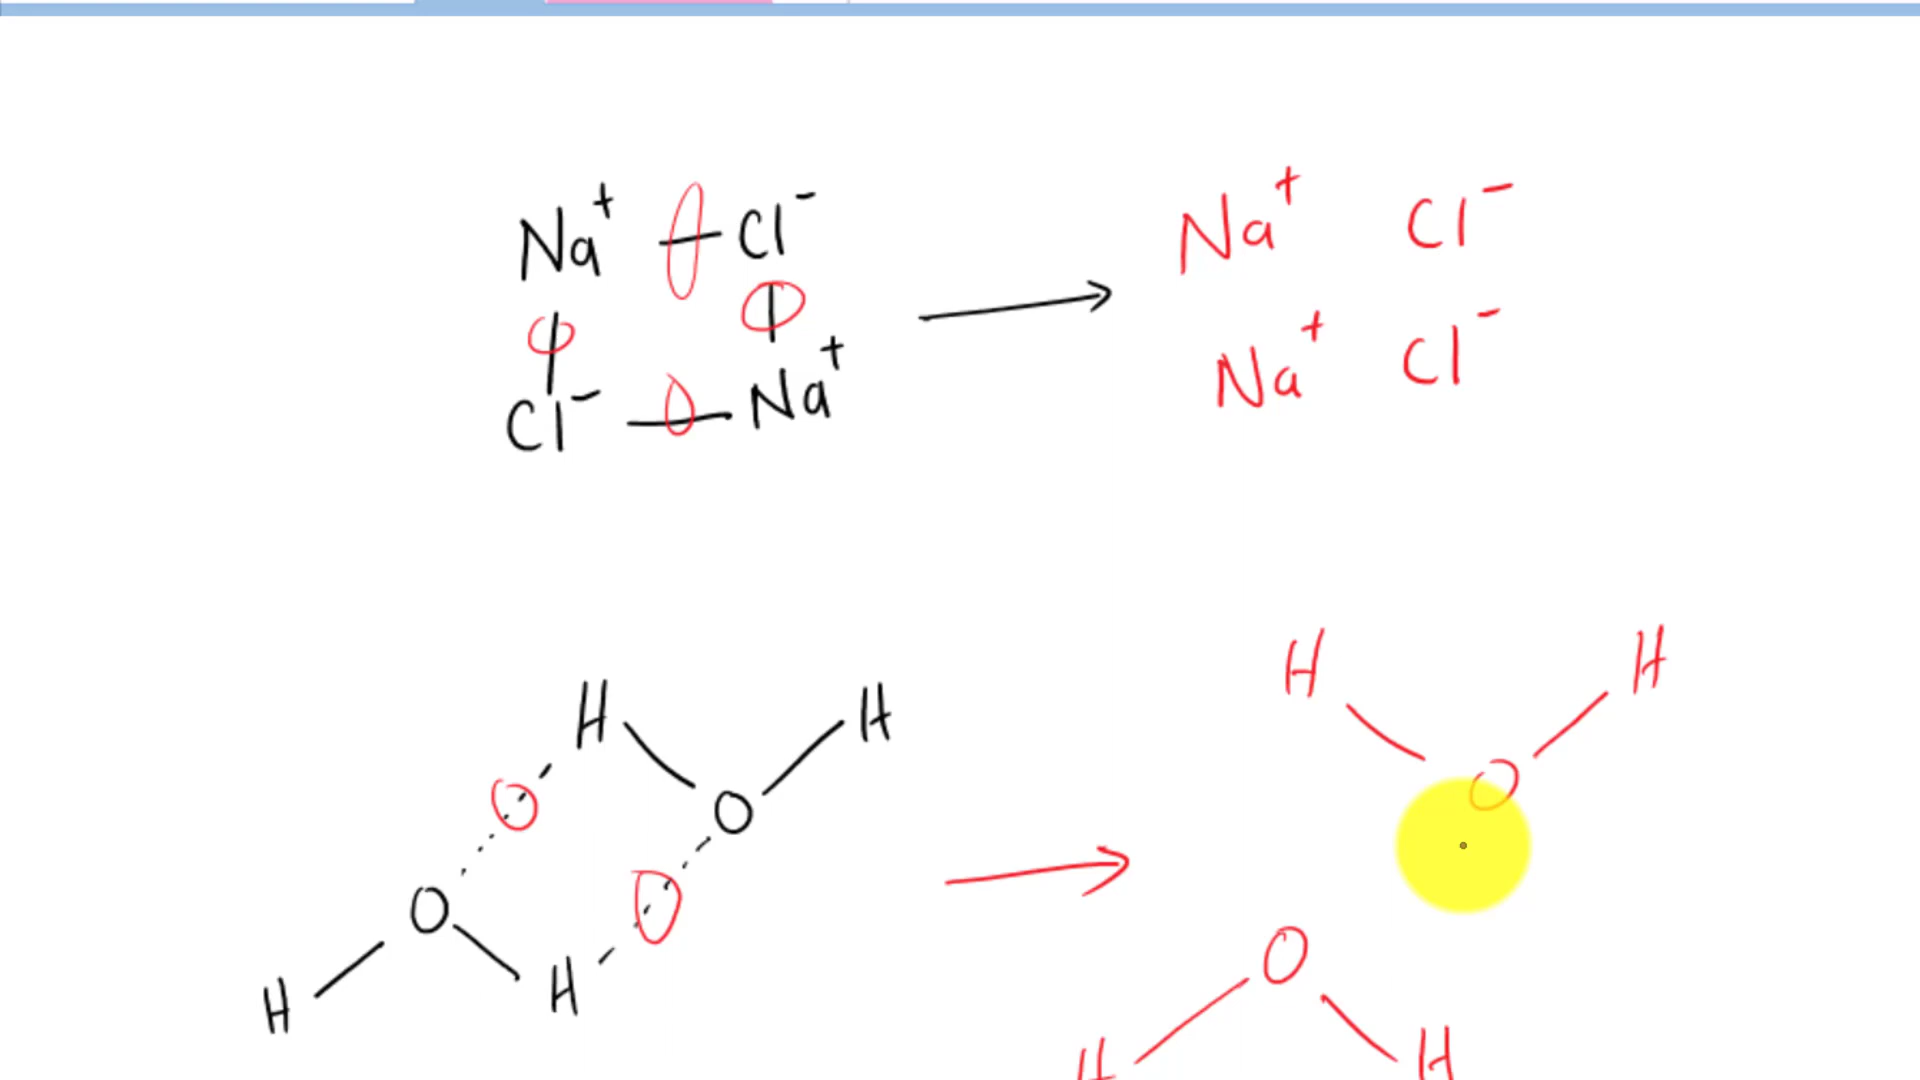 Na⁺ — Cl⁻ → Na⁺ Cl⁻
Cl⁻ — Na⁺ Na⁺ Cl⁻
H H H H
O O
O O
H H O
H H